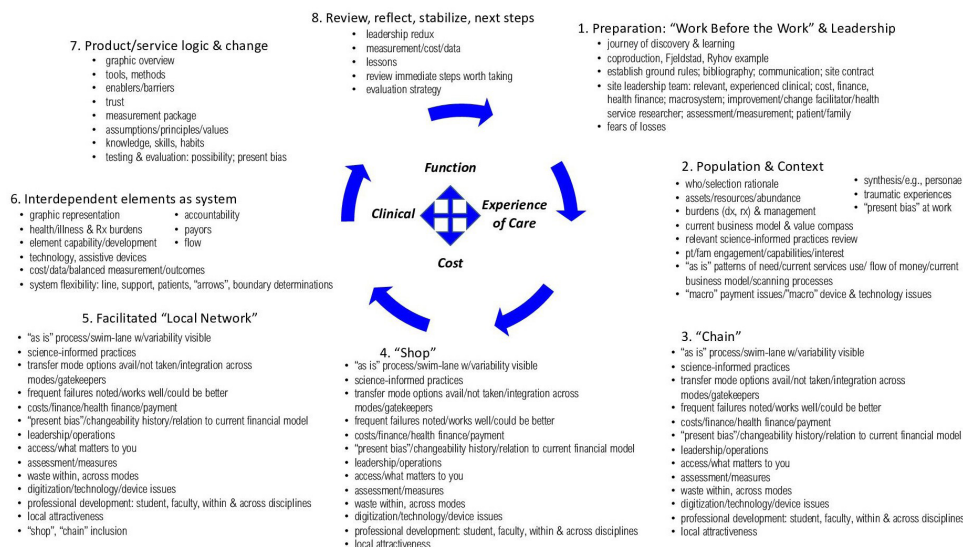 8. Review, reflect, stabilize, next steps
• leadership redux
• measurement/cost/data
• lessons
• review immediate steps worth taking
• evaluation strategy
1. Preparation: “Work Before the Work” & Leadership
• journey of discovery & learning
• coproduction, Fjeldstad, Ryhov example
• establish ground rules; bibliography; communication; site contract
• site leadership team: relevant, experienced clinical; cost, finance,
health finance; macrosystem; improvement/change facilitator/health
service researcher; assessment/measurement; patient/family
• fears of losses
7. Product/service logic & change
• graphic overview
• tools, methods
• enablers/barriers
• trust
• measurement package
• assumptions/principles/values
• knowledge, skills, habits
• testing & evaluation: possibility; present bias
Function
Clinical
Experience
of Care
Cost
2. Population & Context
• who/selection rationale
• assets/resources/abundance
• burdens (dx, rx) & management
• current business model & value compass
• relevant science-informed practices review
• pt/fam engagement/capabilities/interest
• “as is” patterns of need/current services use/ flow of money/current
business model/scanning processes
• “macro” payment issues/”macro” device & technology issues
• synthesis/e.g., personae
• traumatic experiences
• “present bias” at work
6. Interdependent elements as system
• graphic representation
• health/illness & Rx burdens
• element capability/development
• technology, assistive devices
• cost/data/balanced measurement/outcomes
• system flexibility: line, support, patients, “arrows”, boundary determinations
• accountability
• payors
• flow
5. Facilitated “Local Network”
• “as is” process/swim-lane w/variability visible
• science-informed practices
• transfer mode options avail/not taken/integration across
modes/gatekeepers
• frequent failures noted/works well/could be better
• costs/finance/health finance/payment
• “present bias”/changeability history/relation to current financial model
• leadership/operations
• access/what matters to you
• assessment/measures
• waste within, across modes
• digitization/technology/device issues
• professional development: student, faculty, within & across disciplines
• local attractiveness
• “shop”, “chain” inclusion
4. “Shop”
• “as is” process/swim-lane w/variability visible
• science-informed practices
• transfer mode options avail/not taken/integration across
modes/gatekeepers
• frequent failures noted/works well/could be better
• costs/finance/health finance/payment
• “present bias”/changeability history/relation to current financial model
• leadership/operations
• access/what matters to you
• assessment/measures
• waste within, across modes
• digitization/technology/device issues
• professional development: student, faculty, within & across disciplines
• local attractiveness
3. “Chain”
• “as is” process/swim-lane w/variability visible
• science-informed practices
• transfer mode options avail/not taken/integration across
modes/gatekeepers
• frequent failures noted/works well/could be better
• costs/finance/health finance/payment
• “present bias”/changeability history/relation to current financial model
• leadership/operations
• access/what matters to you
• assessment/measures
• waste within, across modes
• digitization/technology/device issues
• professional development: student, faculty, within & across disciplines
• local attractiveness